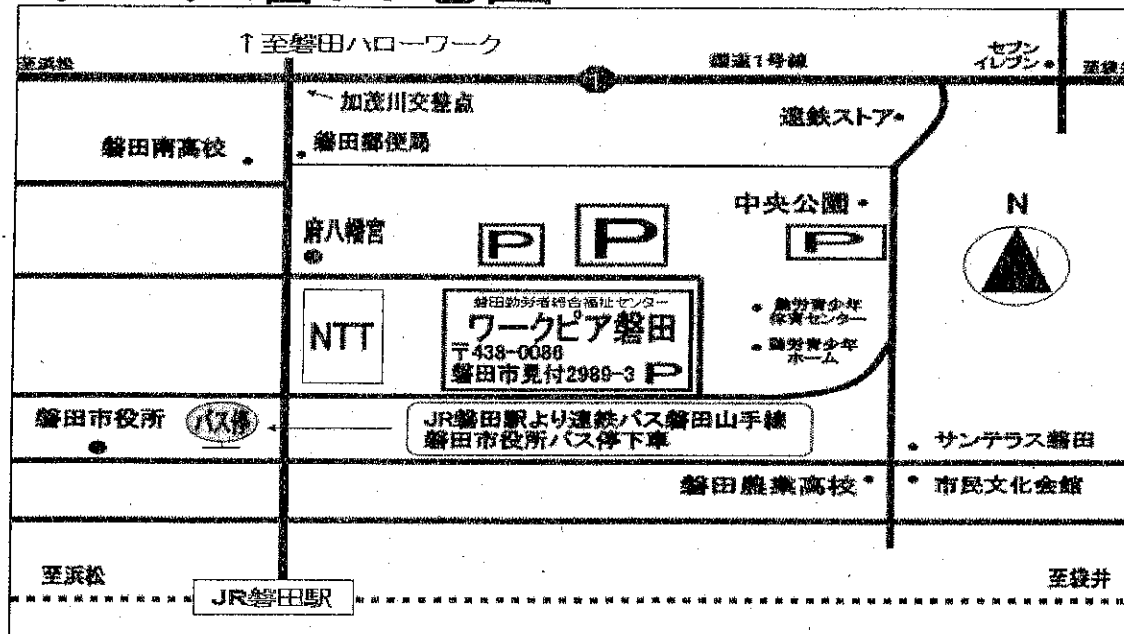 ↑至磐田ハローワーク
至浜松
1
国道1号線
セブン
イレブン
加茂川交差点
遠鉄ストア
磐田南高校
磐田郵便局
中央公園
N
府八幡宮
P
P
P
NTT
磐田勤労者総合福祉センター
ワークピア磐田
〒438-0086
磐田市見付2989-3 P
勤労青少年
体育センター
勤労青少年
ホーム
磐田市役所
バス停
JR磐田駅より遠鉄バス磐田山手線
磐田市役所バス停下車
サンテラス磐田
磐田農業高校
市民文化会館
至浜松
至袋井
JR磐田駅